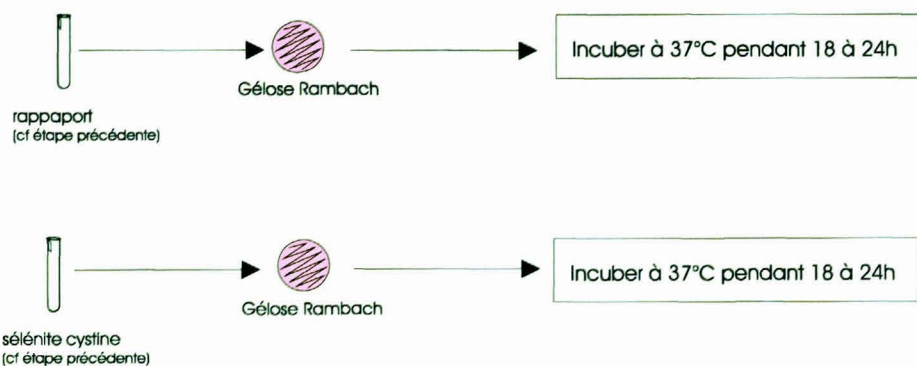 Incuber à 37°C pendant 18 à 24h
Gélose Rambach
rappaport
(cf étape précédente)
Incuber à 37°C pendant 18 à 24h
Gélose Rambach
sélénite cystine
(cf étape précédente)